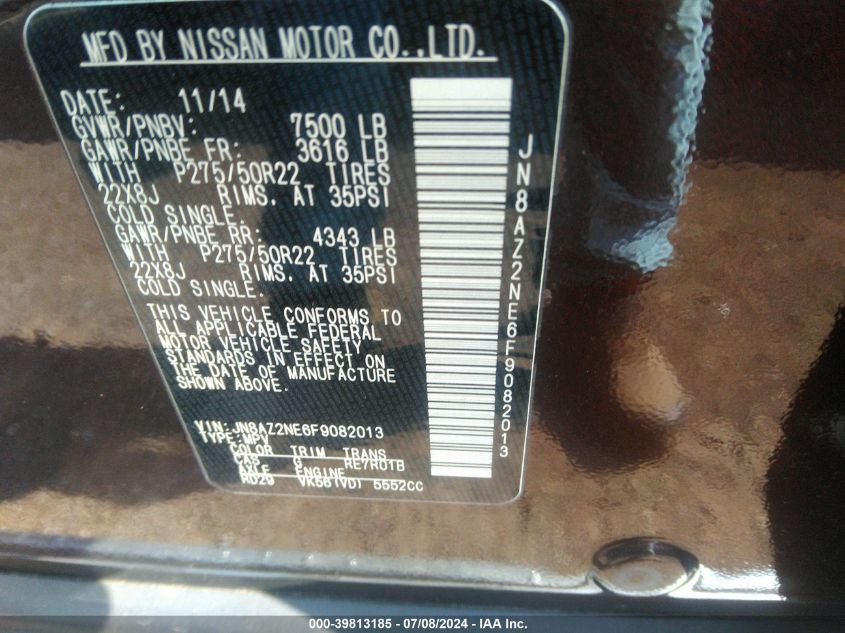 MFD BY NISSAN MOTOR CO.,LTD.
DATE: 11/14
GVWR/PNBV: 7500 LB
GAWR/PNBE FR: 3616 LB
WITH P275/50R22 TIRES
22X8J RIMS, AT 35PSI
COLD SINGLE.
GAWR/PNBE RR: 4343 LB
WITH P275/50R22 TIRES
22X8J RIMS, AT 35PSI
COLD SINGLE.
THIS VEHICLE CONFORMS TO
ALL APPLICABLE FEDERAL
MOTOR VEHICLE SAFETY
STANDARDS IN EFFECT ON
THE DATE OF MANUFACTURE
SHOWN ABOVE.
VIN:JN8AZ2NE6F9082013
TYPE:MPV
COLOR TRIM TRANS
CAS G RE7R01B
AXLE ENGINE
RD29 VK56(VD) 5552CC
JN8AZ2NE6F9082013
000-39813185 - 07/08/2024 - IAA Inc.